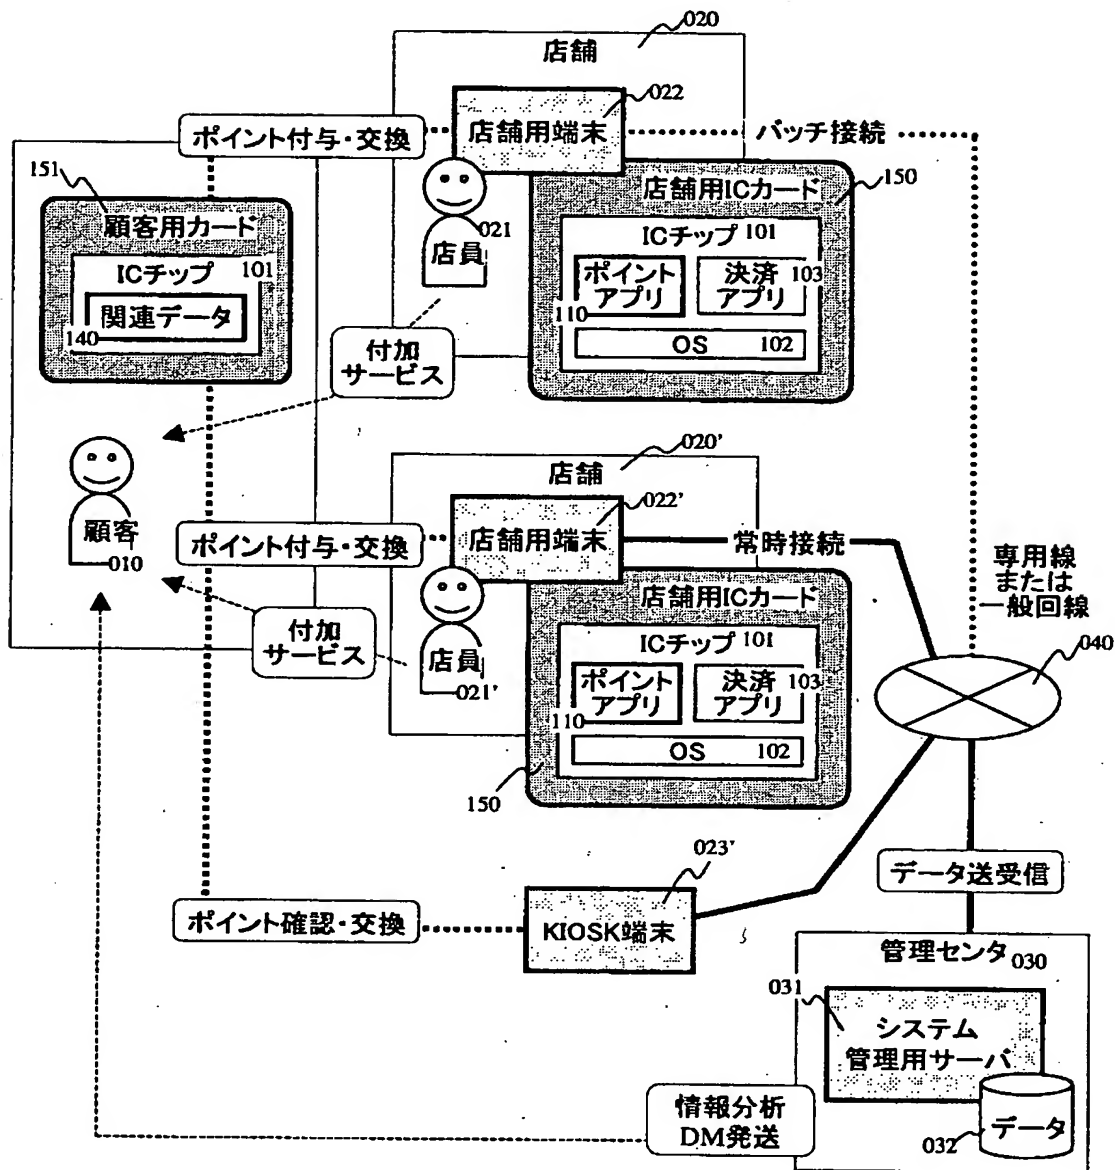 020
店舗
022
店舗用端末
ポイント付与・交換
バッチ接続
151
顧客用カード
ICチップ 101
関連データ
140
021
店員
店舗用ICカード
150
ICチップ 101
ポイント
アプリ
110
決済
アプリ
103
OS 102
付加
サービス
顧客
010
020'
店舗
022'
店舗用端末
ポイント付与・交換
常時接続
専用線
または
一般回線
040
店員
021'
付加
サービス
店舗用ICカード
ICチップ 101
ポイント
アプリ
110
決済
アプリ
103
OS 102
150
023'
KIOSK端末
ポイント確認・交換
データ送受信
管理センタ 030
031
システム
管理用サーバ
データ
032
情報分析
DM発送